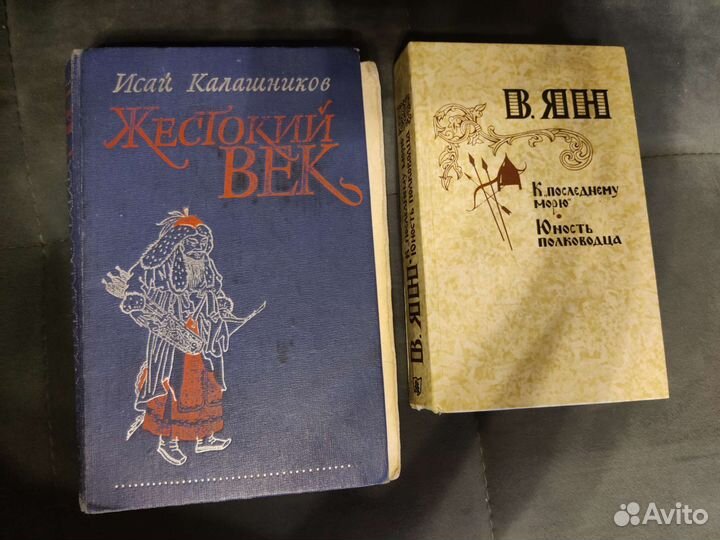 Исай Калашников
ЖЕСТОКИЙ
ВЕК
В. ЯН
К „последнему
морю"
Юность
полководца
В. ЯН
К „последнему морю"
Юность полководца
Avito